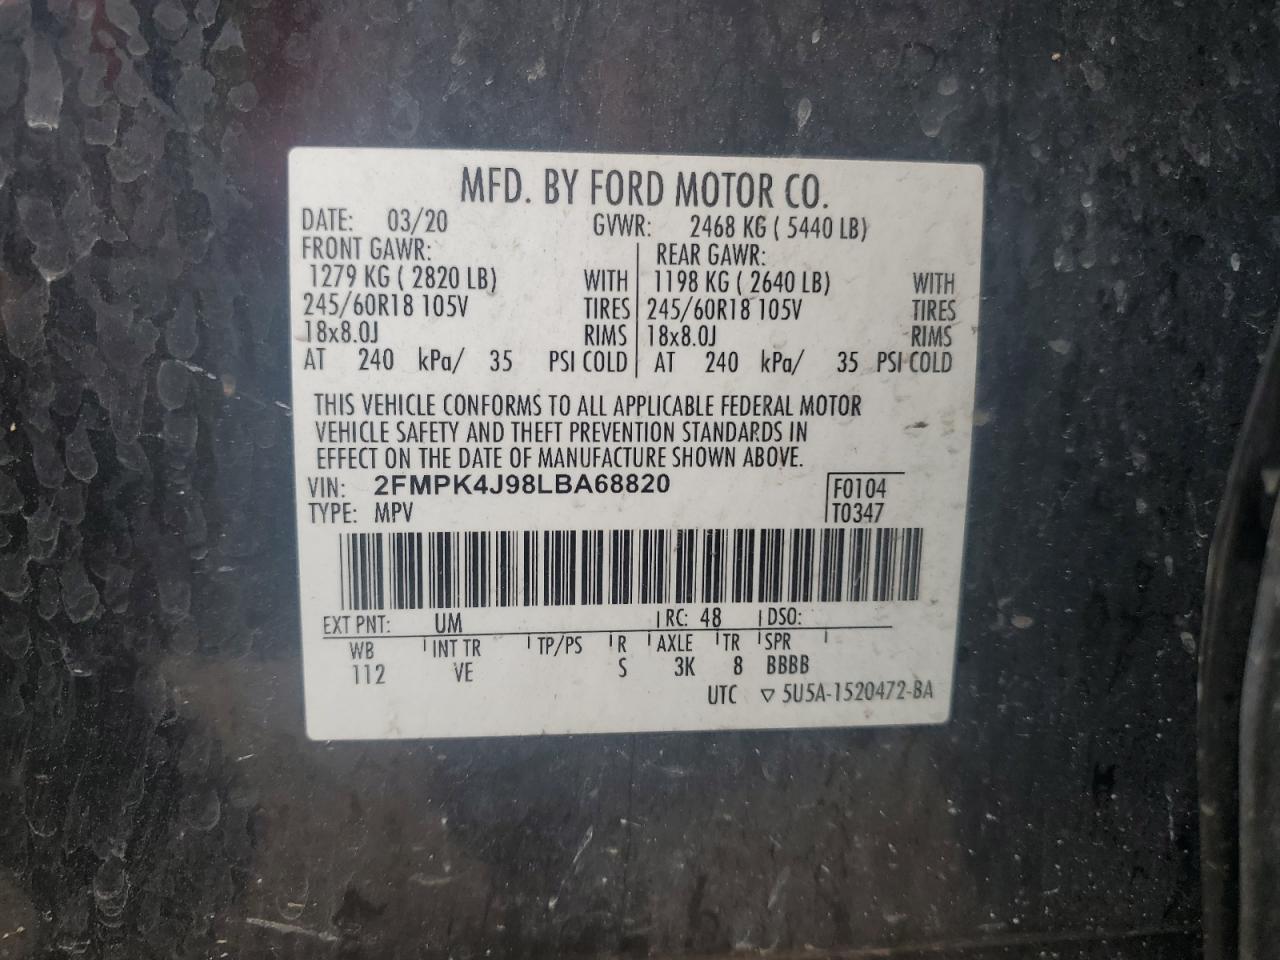 MFD. BY FORD MOTOR CO.
DATE: 03/20 GVWR: 2468 KG ( 5440 LB)
FRONT GAWR: REAR GAWR:
1279 KG ( 2820 LB) WITH 1198 KG ( 2640 LB) WITH
245/60R18 105V TIRES 245/60R18 105V TIRES
18x8.0J RIMS 18x8.0J RIMS
AT 240 kPa/ 35 PSI COLD AT 240 kPa/ 35 PSI COLD
THIS VEHICLE CONFORMS TO ALL APPLICABLE FEDERAL MOTOR
VEHICLE SAFETY AND THEFT PREVENTION STANDARDS IN
EFFECT ON THE DATE OF MANUFACTURE SHOWN ABOVE.
VIN: 2FMPK4J98LBA68820 F0104
TYPE: MPV T0347
EXT PNT: UM RC: 48 DSO:
WB INT TR TP/PS R AXLE TR SPR
112 VE S 3K 8 BBBB
UTC ▽ 5U5A-1520472-BA